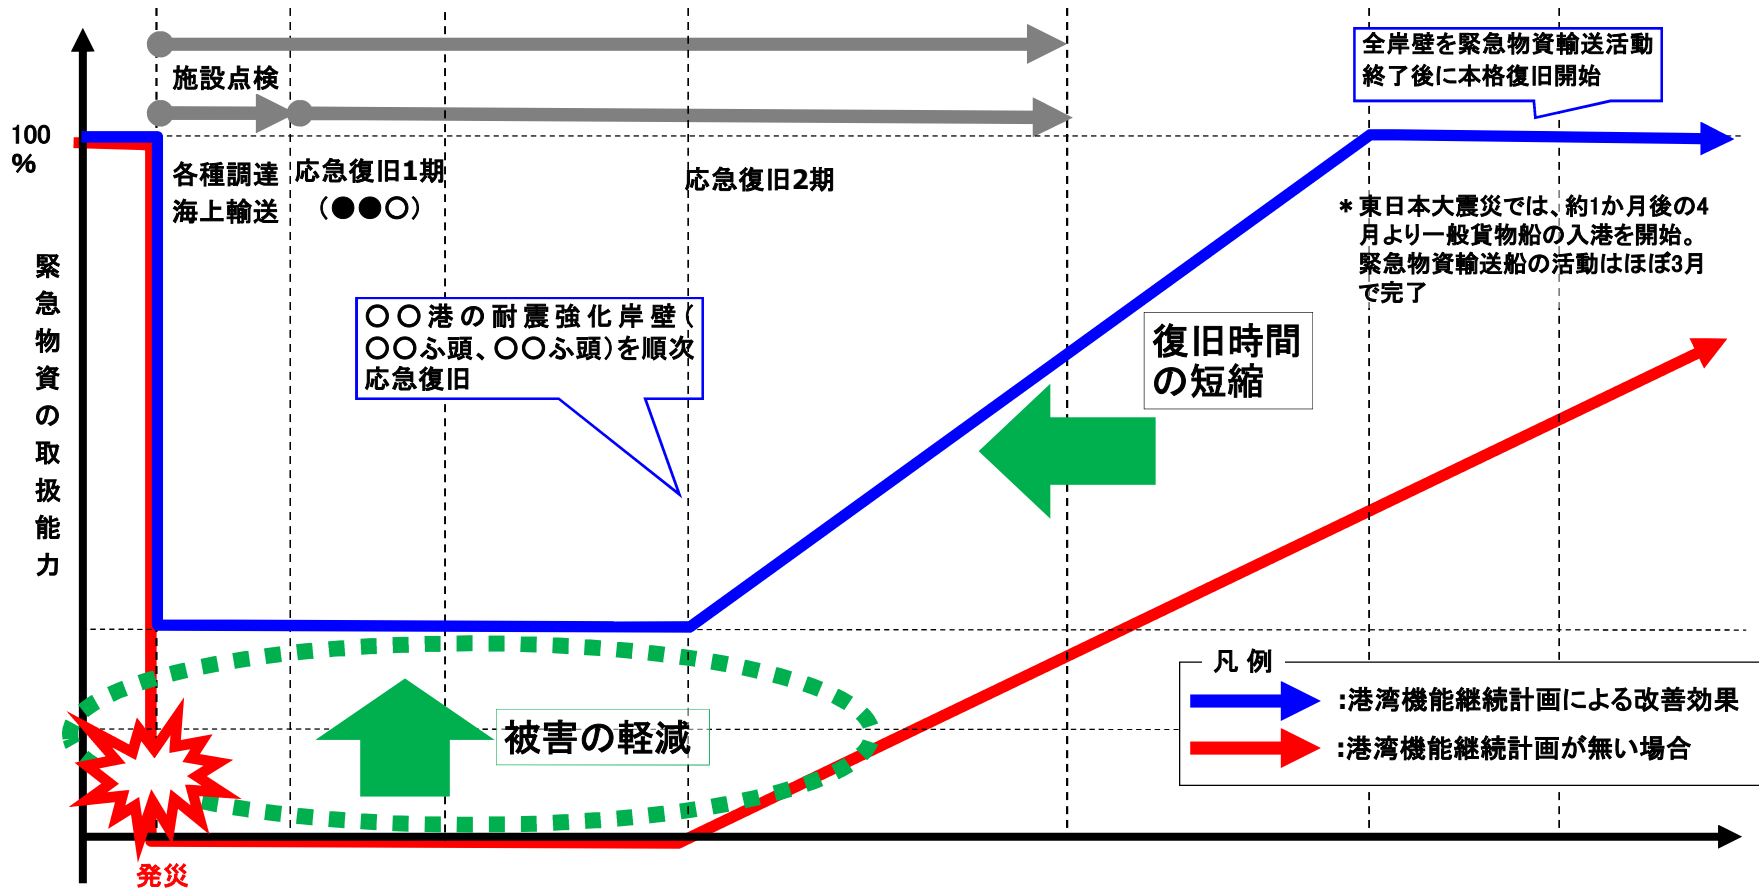 施設点検
全岸壁を緊急物資輸送活動
終了後に本格復旧開始
100
%
各種調達
海上輸送
応急復旧1期
(●●○)
応急復旧2期
*東日本大震災では、約1か月後の4
月より一般貨物船の入港を開始。
緊急物資輸送船の活動はほぼ3月
で完了
緊急物資の取扱能力
〇〇港の耐震強化岸壁(
〇〇ふ頭、〇〇ふ頭)を順次
応急復旧
復旧時間
の短縮
被害の軽減
凡例
:港湾機能継続計画による改善効果
:港湾機能継続計画が無い場合
発災